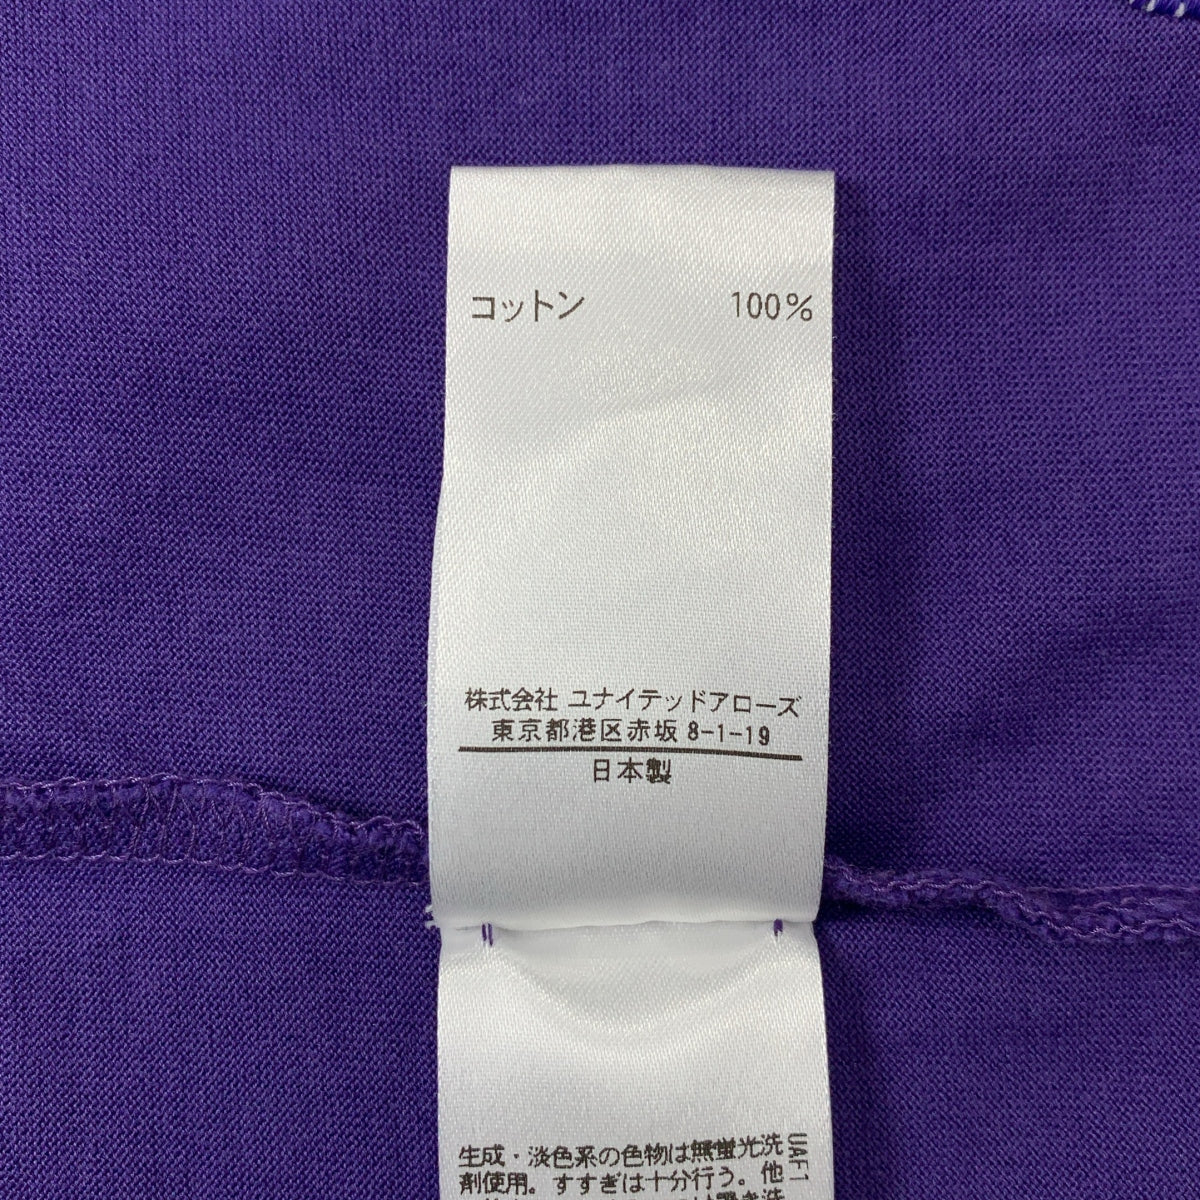 コットン 100%
株式会社 ユナイテッドアローズ
東京都港区赤坂 8-1-19
日本製
生成・淡色系の色物は無蛍光洗
剤使用。すすぎは十分行う。他
UAF1